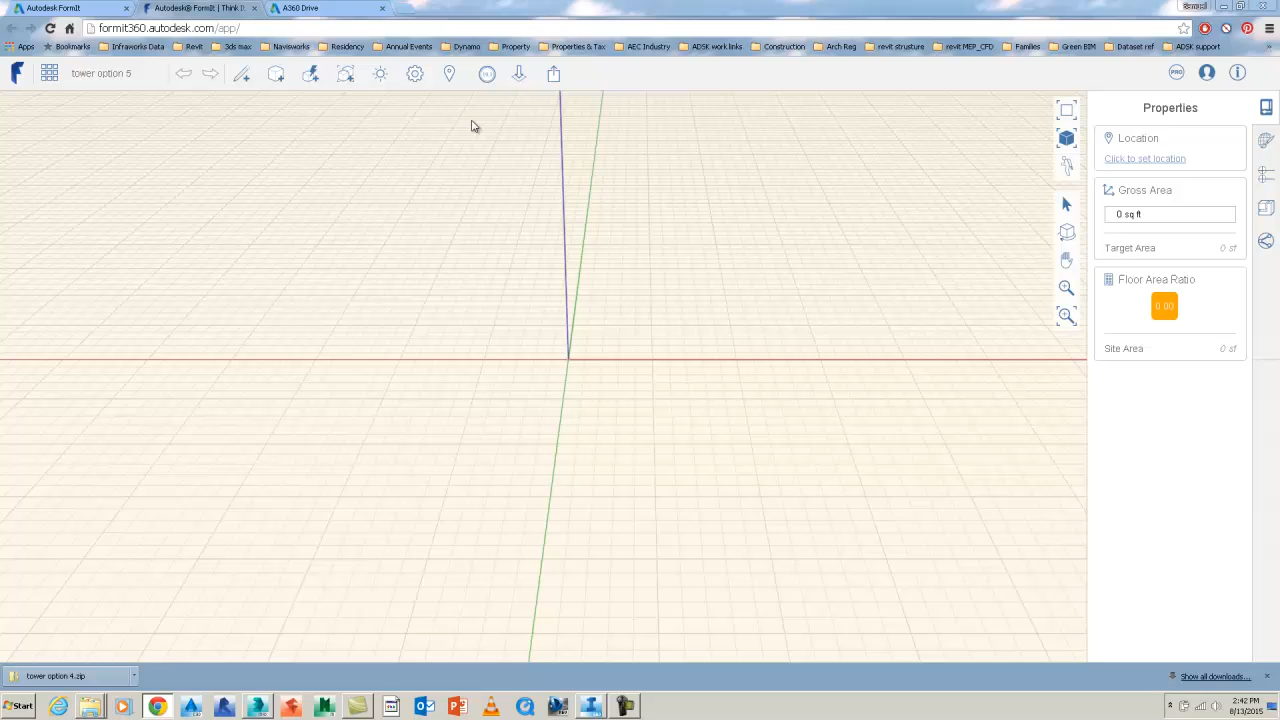 Autodesk FormIt
Autodesk® FormIt | Think I
A360 Drive
formit360.autodesk.com/app/
Apps
Bookmarks
Infraworks Data
Revit
3ds max
Navisworks
Residency
Annual Events
Dynamo
Property
Properties & Tax
AEC Industry
ADSK work links
Construction
Arch Reg
revit structure
revit MEP_CFD
Families
Green BIM
Dataset ref
ADSK support
tower option 5
PRO
Properties
Location
Click to set location
Gross Area
0 sq ft
Target Area 0 sf
Floor Area Ratio
0.00
Site Area 0 sf
tower option 4.zip
Show all downloads...
Start
2:42 PM
8/13/2015